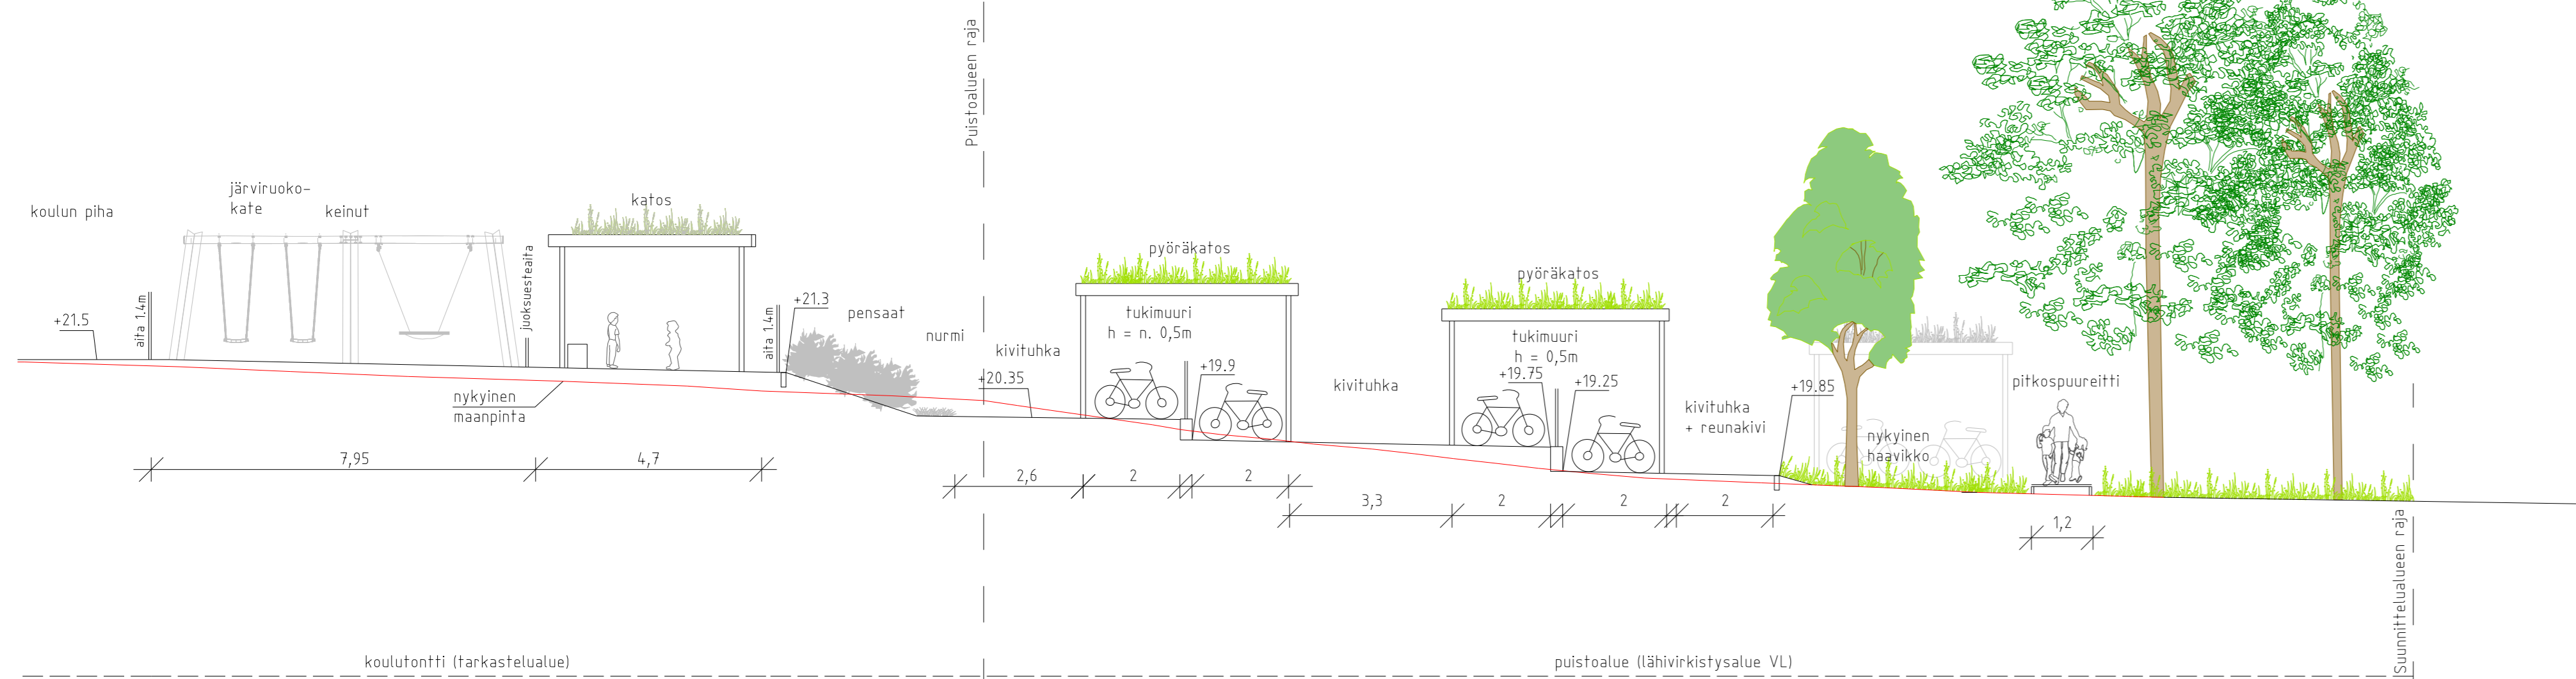 koulun piha
järviruoko-
kate
keinut
katos
+21.5
aita 1.4m
juoksuesteaita
aita 1.4m
+21.3
pensaat
nurmi
Puistoalueen raja
kivituhka
+20.35
nykyinen
maanpinta
7,95
4,7
pyöräkatos
tukimuuri
h = n. 0,5m
+19.9
2,6
2
2
kivituhka
pyöräkatos
tukimuuri
h = 0,5m
+19.75
+19.25
3,3
2
2
2
kivituhka
+ reunakivi
+19.85
nykyinen
haavikko
pitkospuureitti
1,2
Suunnittelualueen raja
koulutontti (tarkastelualue)
puistoalue (lähivirkistysalue VL)